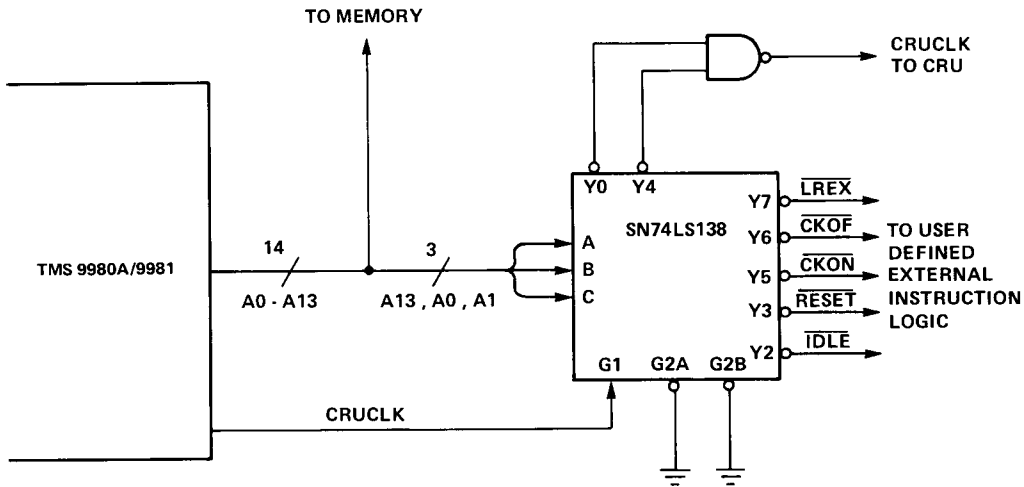 TO MEMORY
CRUCLK
TO CRU
Y0 Y4
SN74LS138
Y7
Y6
Y5
Y3
Y2
LREX
CKOF
CKON
RESET
IDLE
TO USER
DEFINED
EXTERNAL
INSTRUCTION
LOGIC
TMS 9980A/9981
14
A0 - A13
3
A13 , A0 , A1
A
B
C
G1 G2A G2B
CRUCLK